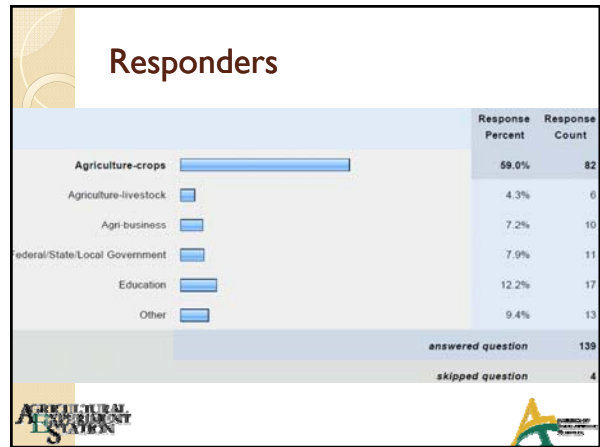 Responders
Response Percent
Response Count
Agriculture-crops 59.0% 82
Agriculture-livestock 4.3% 6
Agri-business 7.2% 10
ederal/State/Local Government 7.9% 11
Education 12.2% 17
Other 9.4% 13
answered question 139
skipped question 4
AGRICULTURAL
EXPERIMENT
STATION